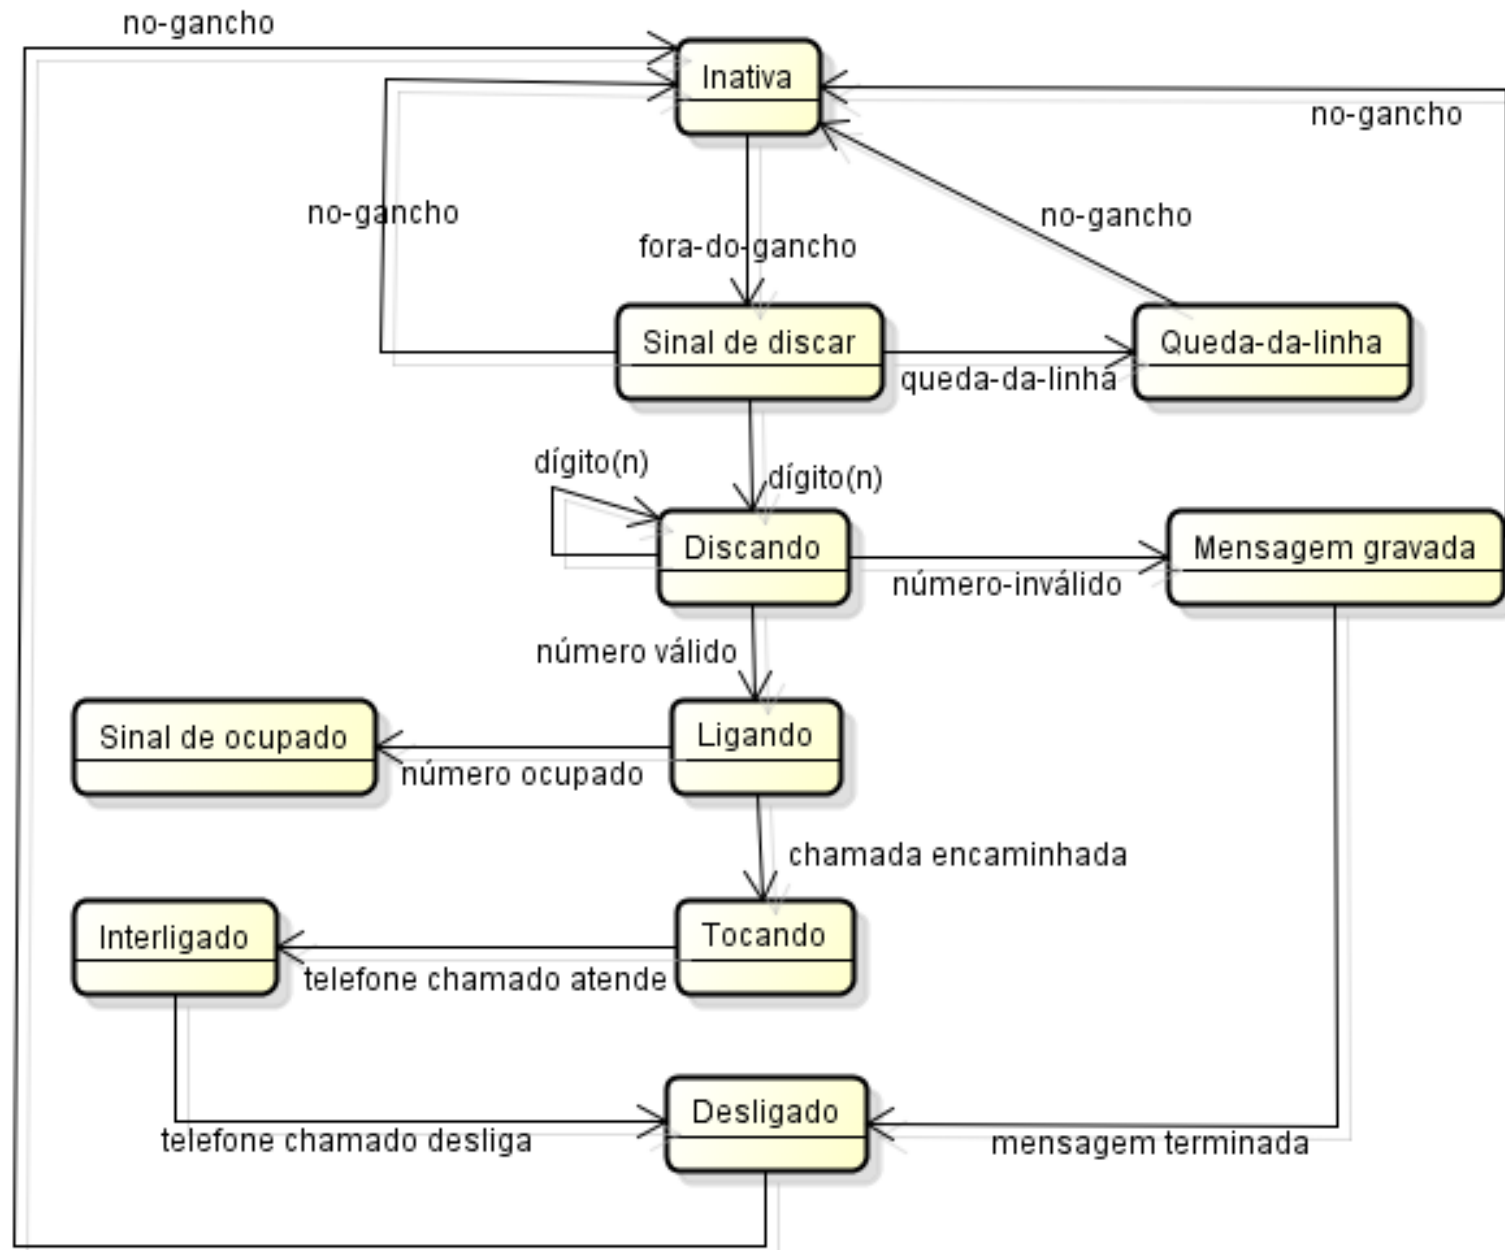 no-gancho
Inativa
no-gancho
no-gancho
no-gancho
fora-do-gancho
Sinal de discar
Queda-da-linha
queda-da-linha
dígito(n)
dígito(n)
Discando
Mensagem gravada
número-inválido
número válido
Sinal de ocupado
Ligando
número ocupado
chamada encaminhada
Interligado
Tocando
telefone chamado atende
Desligado
telefone chamado desliga
mensagem terminada